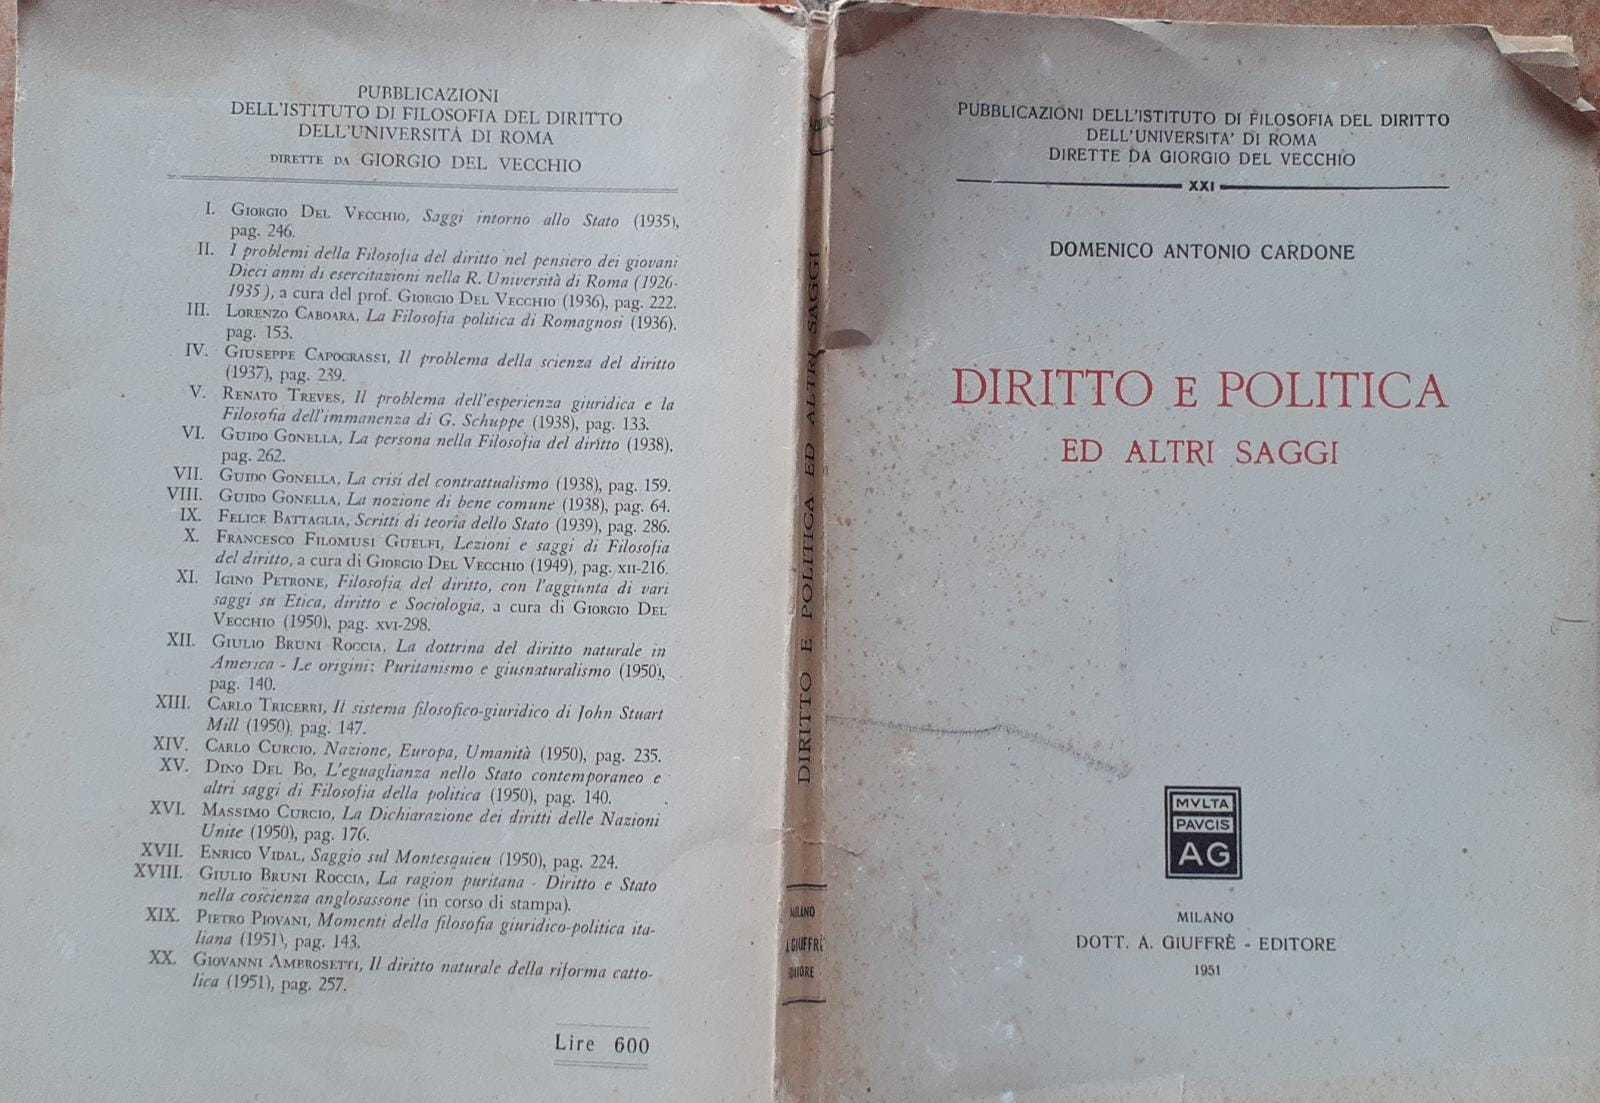 PUBBLICAZIONI
DELL'ISTITUTO DI FILOSOFIA DEL DIRITTO
DELL'UNIVERSITÀ DI ROMA
DIRETTE DA GIORGIO DEL VECCHIO
I. GIORGIO DEL VECCHIO, Saggi intorno allo Stato (1935),
pag. 246.
II. I problemi della Filosofia del diritto nel pensiero dei giovani
Dieci anni di esercitazioni nella R. Università di Roma (1926-
1935), a cura del prof. GIORGIO DEL VECCHIO (1936), pag. 222.
III. LORENZO CABOARA, La Filosofia politica di Romagnosi (1936),
pag. 153.
IV. GIUSEPPE CAPOGRASSI, Il problema della scienza del diritto
(1937), pag. 239.
V. RENATO TREVES, Il problema dell'esperienza giuridica e la
Filosofia dell'immanenza di G. Schuppe (1938), pag. 133.
VI. GUIDO GONELLA, La persona nella Filosofia del diritto (1938),
pag. 262.
VII. GUIDO GONELLA, La crisi del contrattualismo (1938), pag. 159.
VIII. GUIDO GONELLA, La nozione di bene comune (1938), pag. 64.
IX. FELICE BATTAGLIA, Scritti di teoria dello Stato (1939), pag. 286.
X. FRANCESCO FILOMUSI GUELFI, Lezioni e saggi di Filosofia
del diritto, a cura di GIORGIO DEL VECCHIO (1949), pag. XII-216.
XI. IGINO PETRONE, Filosofia del diritto, con l'aggiunta di vari
saggi su Etica, diritto e Sociologia, a cura di GIORGIO DEL
VECCHIO (1950), pag. XVI-298.
XII. GIULIO BRUNI ROCCIA, La dottrina del diritto naturale in
America - Le origini: Puritanismo e giusnaturalismo (1950),
pag. 140.
XIII. CARLO TRICERRI, Il sistema filosofico-giuridico di John Stuart
Mill (1950), pag. 147.
XIV. CARLO CURCIO, Nazione, Europa, Umanità (1950), pag. 235.
XV. DINO DEL BO, L'eguaglianza nello Stato contemporaneo e
altri saggi di Filosofia della politica (1950), pag. 140.
XVI. MASSIMO CURCIO, La Dichiarazione dei diritti delle Nazioni
Unite (1950), pag. 176.
XVII. ENRICO VIDAL, Saggio sul Montesquieu (1950), pag. 224.
XVIII. GIULIO BRUNI ROCCIA, La ragion puritana - Diritto e Stato
nella coscienza anglosassone (in corso di stampa).
XIX. PIETRO PIOVANI, Momenti della filosofia giuridico-politica ita-
liana (1951), pag. 143.
XX. GIOVANNI AMBROSETTI, Il diritto naturale della riforma catto-
lica (1951), pag. 257.
Lire 600
DIRITTO E POLITICA ED ALTRI SAGGI
MILANO
A. GIUFFRÈ
EDITORE
PUBBLICAZIONI DELL'ISTITUTO DI FILOSOFIA DEL DIRITTO
DELL'UNIVERSITA' DI ROMA
DIRETTE DA GIORGIO DEL VECCHIO
XXI
DOMENICO ANTONIO CARDONE
DIRITTO E POLITICA
ED ALTRI SAGGI
MVLTA
PAVCIS
AG
MILANO
DOTT. A. GIUFFRÈ - EDITORE
1951